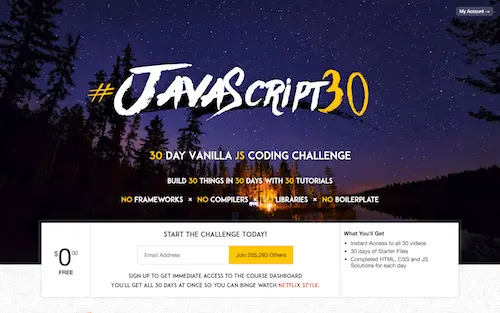 My Account →
#JAVASCRIPT30
30 DAY VANILLA JS CODING CHALLENGE
BUILD 30 THINGS IN 30 DAYS WITH 30 TUTORIALS
NO FRAMEWORKS × NO COMPILERS × NO LIBRARIES × NO BOILERPLATE
$0.00
FREE
START THE CHALLENGE TODAY!
Email Address
Join 285,293 Others
SIGN UP TO GET IMMEDIATE ACCESS TO THE COURSE DASHBOARD
YOU'LL GET ALL 30 DAYS AT ONCE SO YOU CAN BINGE WATCH NETFLIX STYLE.
What You'll Get
Instant Access to all 30 videos
30 days of Starter Files
Completed HTML, CSS and JS
Solutions for each day